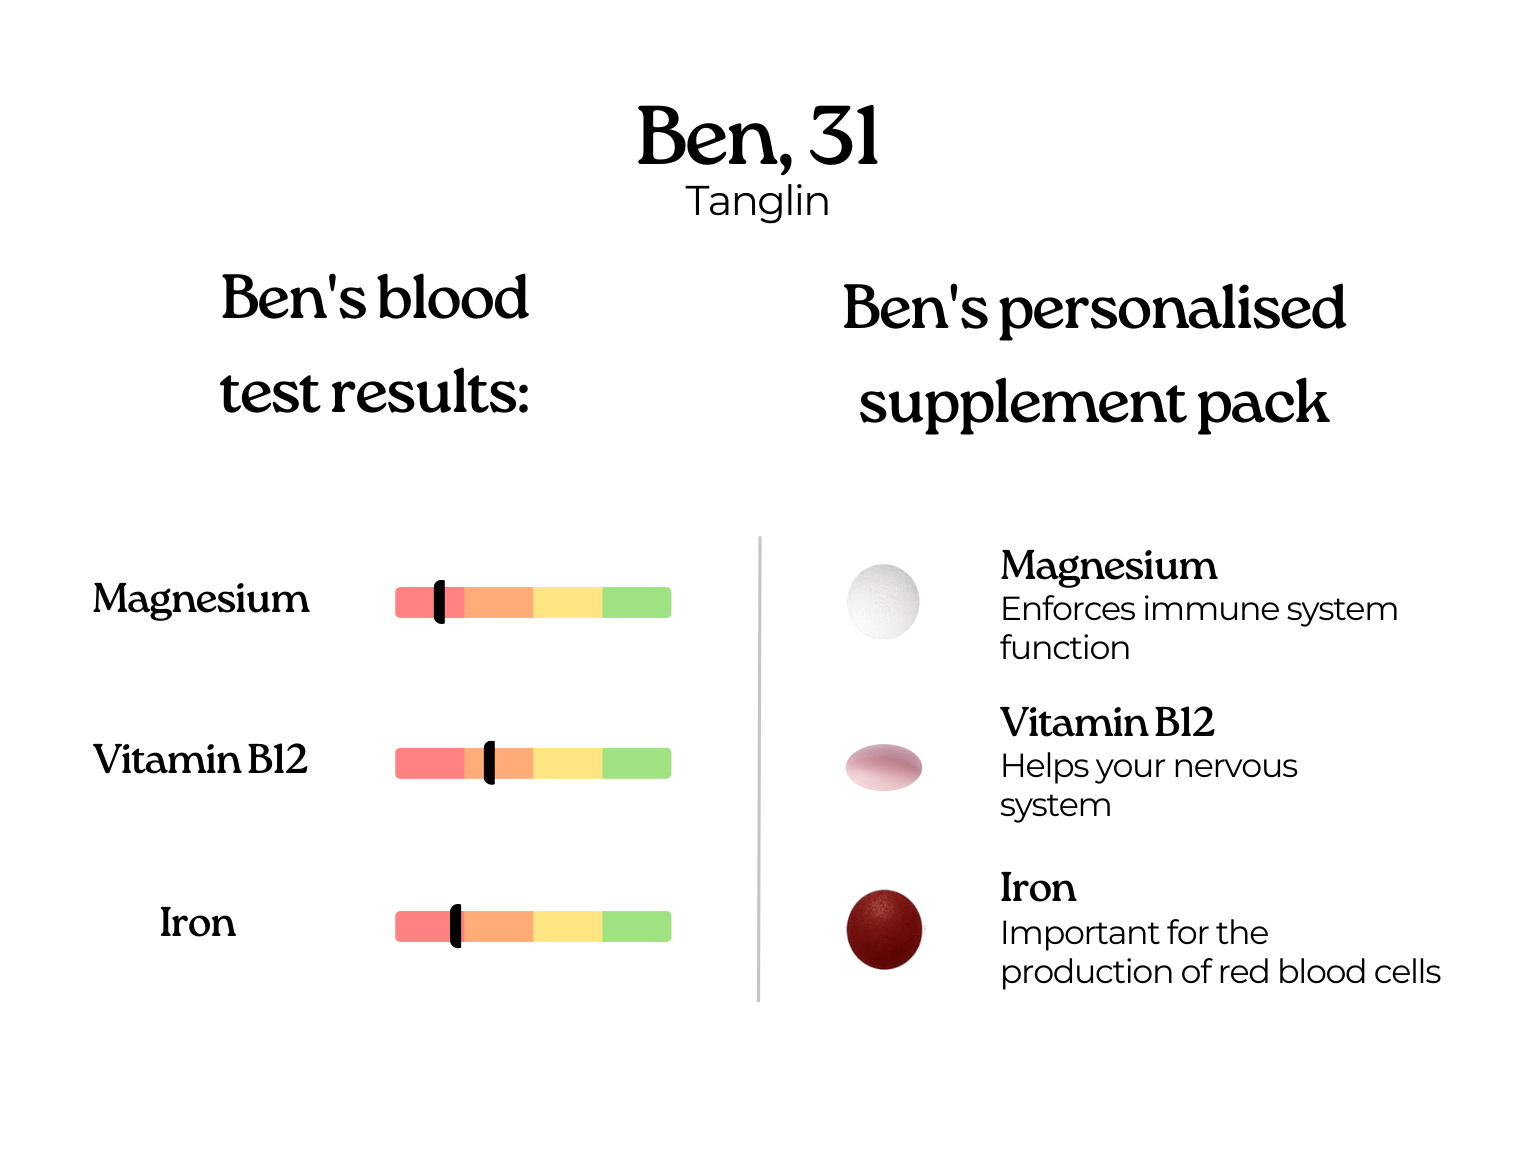 Ben, 31
Tanglin
Ben's blood
test results:
Magnesium
Vitamin B12
Iron
Ben's personalised
supplement pack
Magnesium
Enforces immune system
function
Vitamin B12
Helps your nervous
system
Iron
Important for the
production of red blood cells